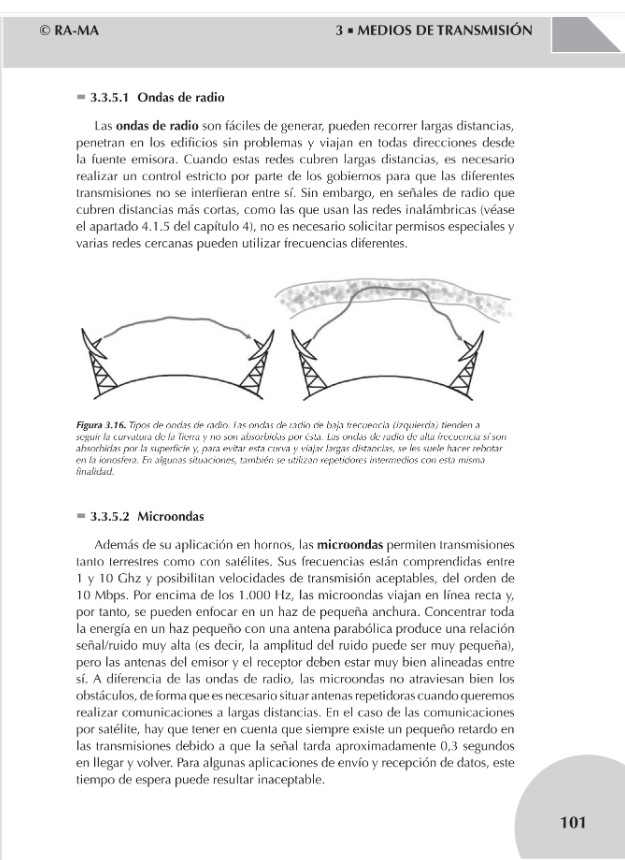 © RA-MA
3 ■ MEDIOS DE TRANSMISIÓN
3.3.5.1 Ondas de radio
Las ondas de radio son fáciles de generar, pueden recorrer largas distancias,
penetran en los edificios sin problemas y viajan en todas direcciones desde
la fuente emisora. Cuando estas redes cubren largas distancias, es necesario
realizar un control estricto por parte de los gobiernos para que las diferentes
transmisiones no se interfieran entre sí. Sin embargo, en señales de radio que
cubren distancias más cortas, como las que usan las redes inalámbricas (véase
el apartado 4.1.5 del capítulo 4), no es necesario solicitar permisos especiales y
varias redes cercanas pueden utilizar frecuencias diferentes.
Figura 3.16. Tipos de ondas de radio. Las ondas de radio de baja frecuencia (izquierda) tienden a
seguir la curvatura de la Tierra y no son absorbidas por ésta. Las ondas de radio de alta frecuencia sí son
absorbidas por la superficie y, para evitar esta curva y viajar largas distancias, se les suele hacer rebotar
en la ionosfera. En algunas situaciones, también se utilizan repetidores intermedios con esta misma
finalidad.
3.3.5.2 Microondas
Además de su aplicación en hornos, las microondas permiten transmisiones
tanto terrestres como con satélites. Sus frecuencias están comprendidas entre
1 y 10 Ghz y posibilitan velocidades de transmisión aceptables, del orden de
10 Mbps. Por encima de los 1.000 Hz, las microondas viajan en línea recta y,
por tanto, se pueden enfocar en un haz de pequeña anchura. Concentrar toda
la energía en un haz pequeño con una antena parabólica produce una relación
señal/ruido muy alta (es decir, la amplitud del ruido puede ser muy pequeña),
pero las antenas del emisor y el receptor deben estar muy bien alineadas entre
sí. A diferencia de las ondas de radio, las microondas no atraviesan bien los
obstáculos, de forma que es necesario situar antenas repetidoras cuando queremos
realizar comunicaciones a largas distancias. En el caso de las comunicaciones
por satélite, hay que tener en cuenta que siempre existe un pequeño retardo en
las transmisiones debido a que la señal tarda aproximadamente 0,3 segundos
en llegar y volver. Para algunas aplicaciones de envío y recepción de datos, este
tiempo de espera puede resultar inaceptable.
101